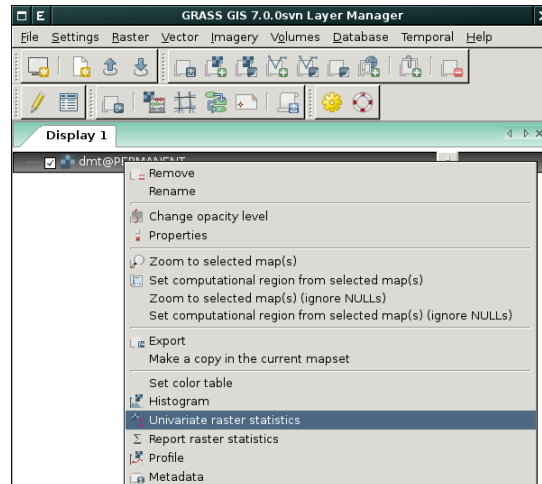 E GRASS GIS 7.0.0svn Layer Manager
File Settings Raster Vector Imagery Volumes Database Temporal Help
Display 1
dmt@PERMANENT
Remove
Rename
Change opacity level
Properties
Zoom to selected map(s)
Set computational region from selected map(s)
Zoom to selected map(s) (ignore NULLs)
Set computational region from selected map(s) (ignore NULLs)
Export
Make a copy in the current mapset
Set color table
Histogram
Univariate raster statistics
Σ Report raster statistics
Profile
Metadata